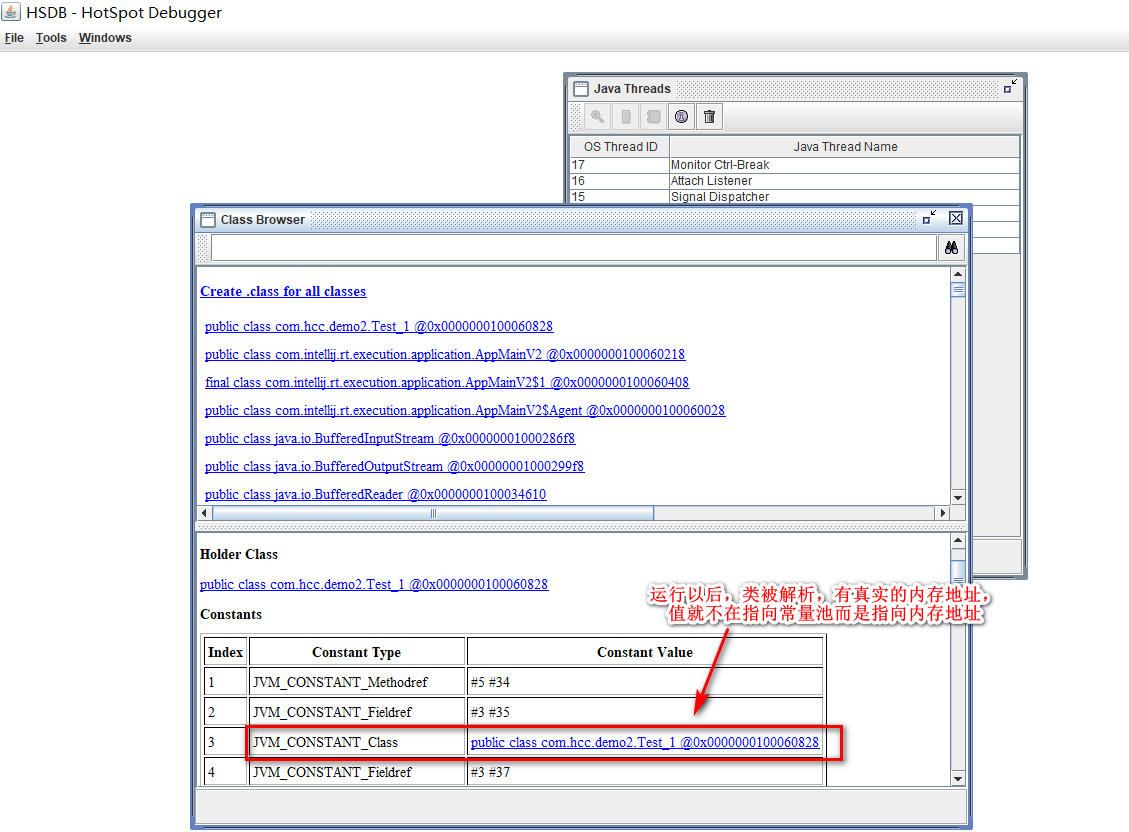 HSDB - HotSpot Debugger
File Tools Windows
Java Threads
OS Thread ID Java Thread Name
17 Monitor Ctrl-Break
16 Attach Listener
15 Signal Dispatcher
Class Browser
Create .class for all classes
public class com.hcc.demo2.Test_1 @0x0000000100060828
public class com.intellij.rt.execution.application.AppMainV2 @0x0000000100060218
final class com.intellij.rt.execution.application.AppMainV2$1 @0x0000000100060408
public class com.intellij.rt.execution.application.AppMainV2$Agent @0x0000000100060028
public class java.io.BufferedInputStream @0x00000001000286f8
public class java.io.BufferedOutputStream @0x00000001000299f8
public class java.io.BufferedReader @0x0000000100034610
Holder Class
public class com.hcc.demo2.Test_1 @0x0000000100060828
运行以后，类被解析，有真实的内存地址，
值就不在指向常量池而是指向内存地址
Constants
Index Constant Type Constant Value
1 JVM_CONSTANT_Methodref #5 #34
2 JVM_CONSTANT_Fieldref #3 #35
3 JVM_CONSTANT_Class public class com.hcc.demo2.Test_1 @0x0000000100060828
4 JVM_CONSTANT_Fieldref #3 #37